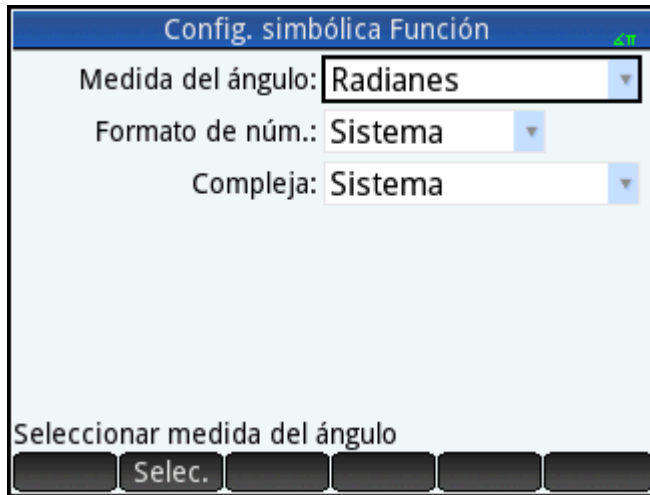 Config. simbólica Función
∡π
Medida del ángulo: Radianes
Formato de núm.: Sistema
Compleja: Sistema
Seleccionar medida del ángulo
Selec.